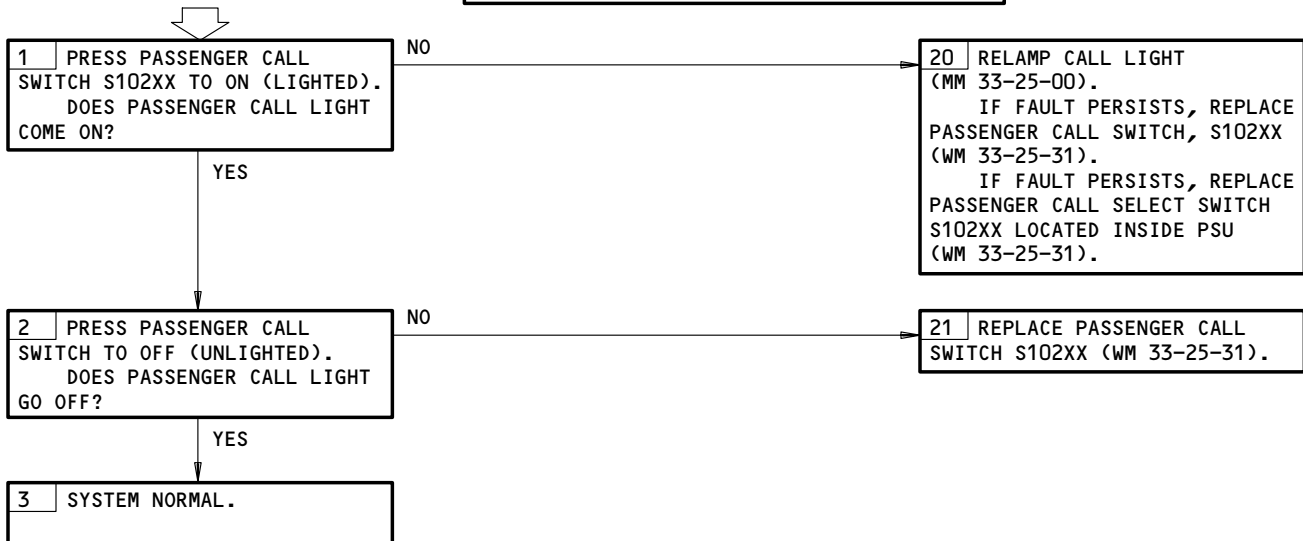 1 PRESS PASSENGER CALL
SWITCH S102XX TO ON (LIGHTED).
DOES PASSENGER CALL LIGHT
COME ON?
NO
20 RELAMP CALL LIGHT
(MM 33-25-00).
IF FAULT PERSISTS, REPLACE
PASSENGER CALL SWITCH, S102XX
(WM 33-25-31).
IF FAULT PERSISTS, REPLACE
PASSENGER CALL SELECT SWITCH
S102XX LOCATED INSIDE PSU
(WM 33-25-31).
YES
2 PRESS PASSENGER CALL
SWITCH TO OFF (UNLIGHTED).
DOES PASSENGER CALL LIGHT
GO OFF?
NO
21 REPLACE PASSENGER CALL
SWITCH S102XX (WM 33-25-31).
YES
3 SYSTEM NORMAL.